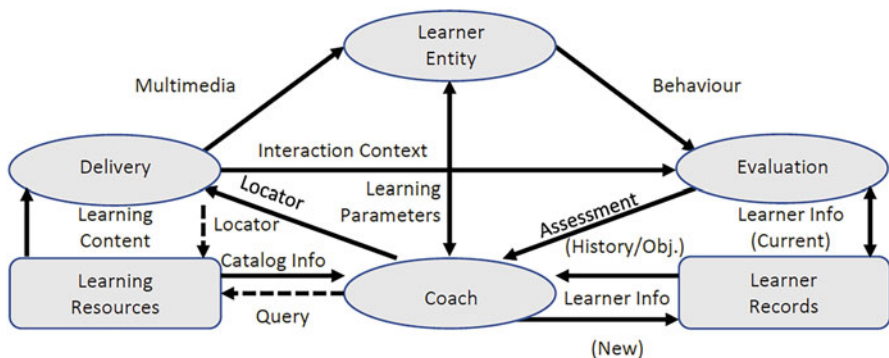 Learner
Entity
Multimedia
Behaviour
Delivery
Interaction Context
Evaluation
Locator
Learning
Parameters
Learning
Content
Locator
Assessment
Learner Info
(Current)
(History/Obj.)
Catalog Info
Learning
Resources
Query
Coach
Learner Info
(New)
Learner
Records